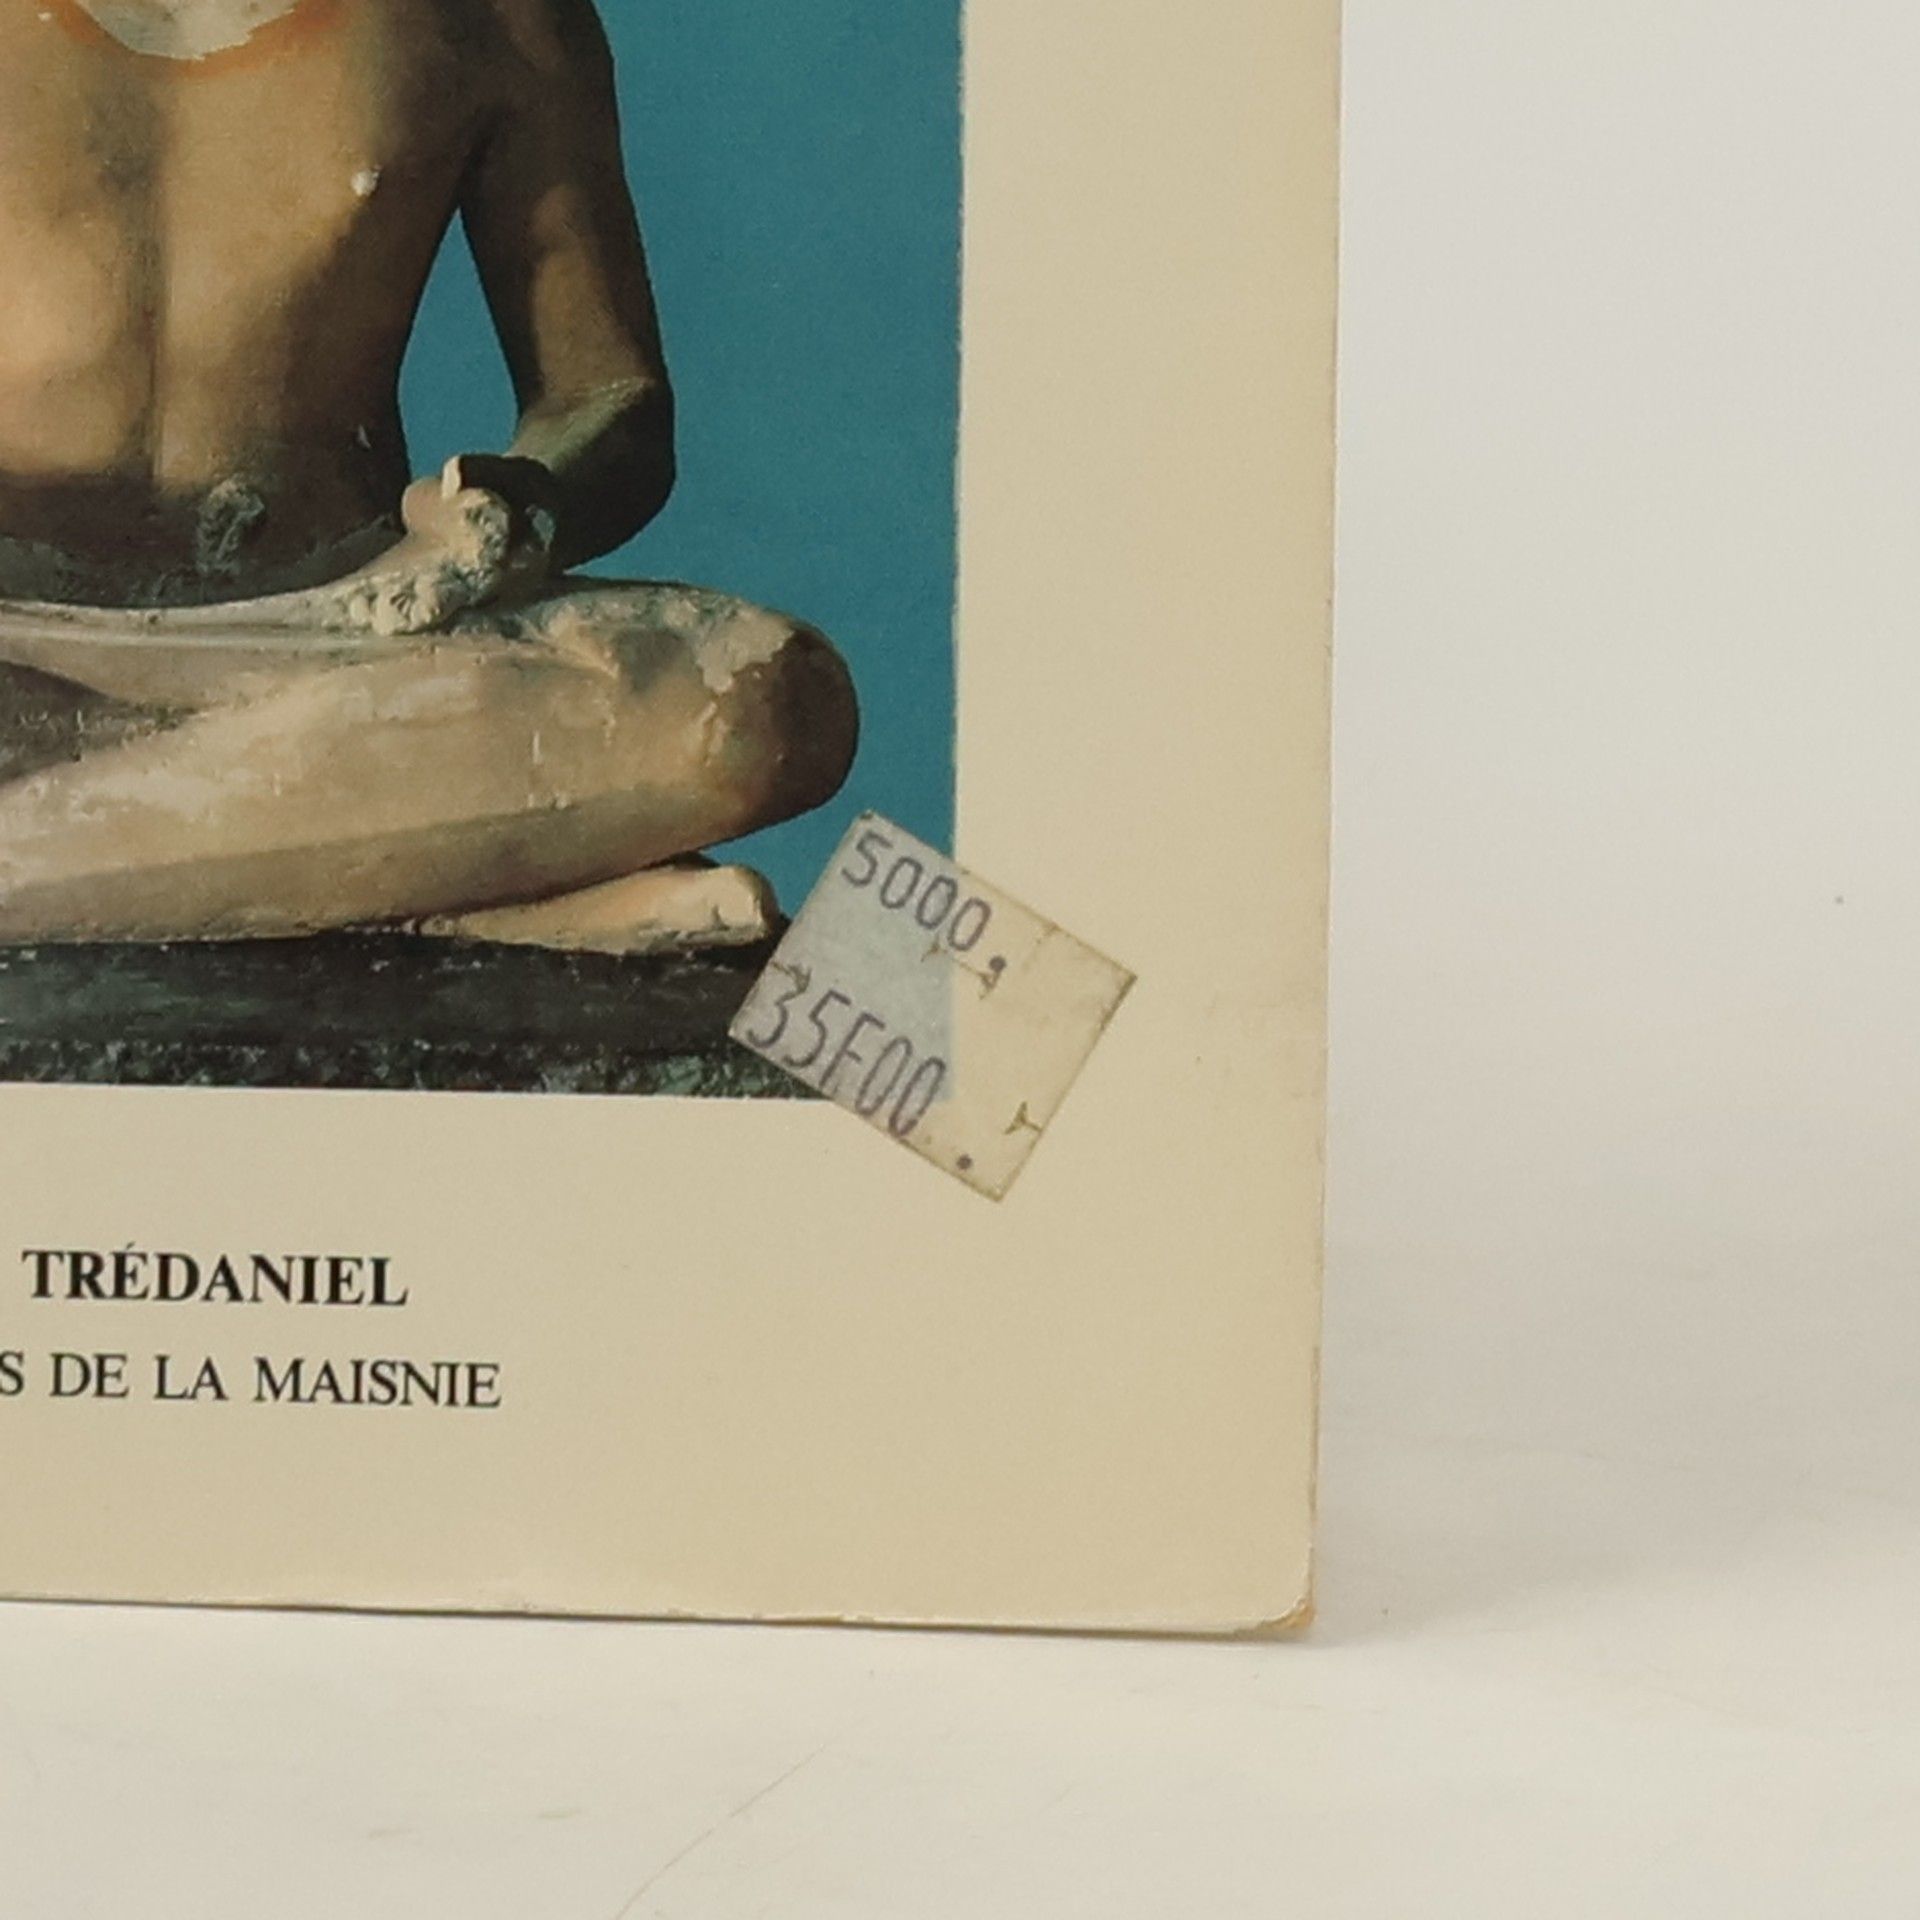 5000.
35F00.
TRÉDANIEL
S DE LA MAISNIE